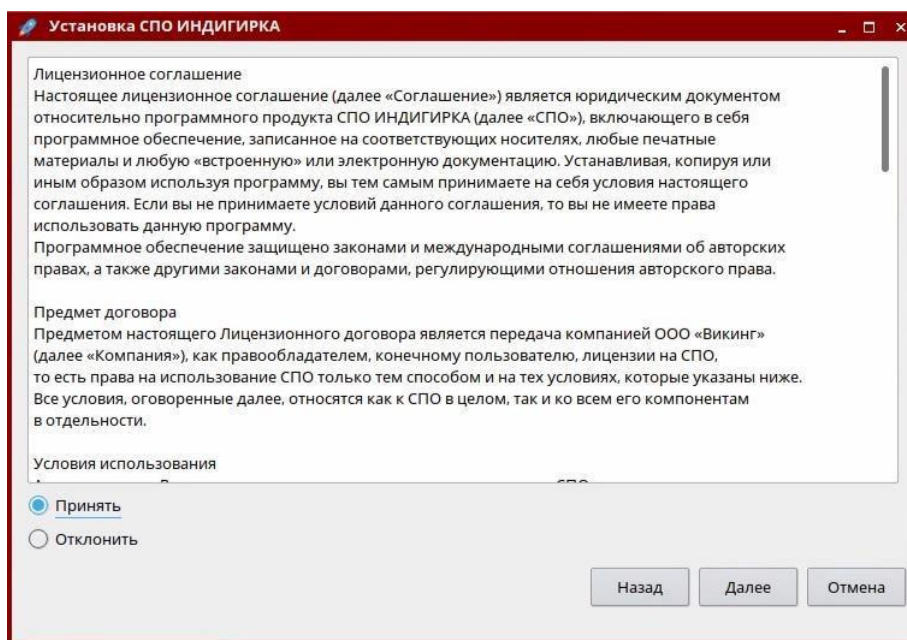 Установка СПО ИНДИГИРКА
Лицензионное соглашение
Настоящее лицензионное соглашение (далее «Соглашение») является юридическим документом
относительно программного продукта СПО ИНДИГИРКА (далее «СПО»), включающего в себя
программное обеспечение, записанное на соответствующих носителях, любые печатные
материалы и любую «встроенную» или электронную документацию. Устанавливая, копируя или
иным образом используя программу, вы тем самым принимаете на себя условия настоящего
соглашения. Если вы не принимаете условий данного соглашения, то вы не имеете права
использовать данную программу.
Программное обеспечение защищено законами и международными соглашениями об авторских
правах, а также другими законами и договорами, регулирующими отношения авторского права.
Предмет договора
Предметом настоящего Лицензионного договора является передача компанией ООО «Викинг»
(далее «Компания»), как правообладателем, конечному пользователю, лицензии на СПО,
то есть права на использование СПО только тем способом и на тех условиях, которые указаны ниже.
Все условия, оговоренные далее, относятся как к СПО в целом, так и ко всем его компонентам
в отдельности.
Условия использования
Принять
Отклонить
Назад
Далее
Отмена